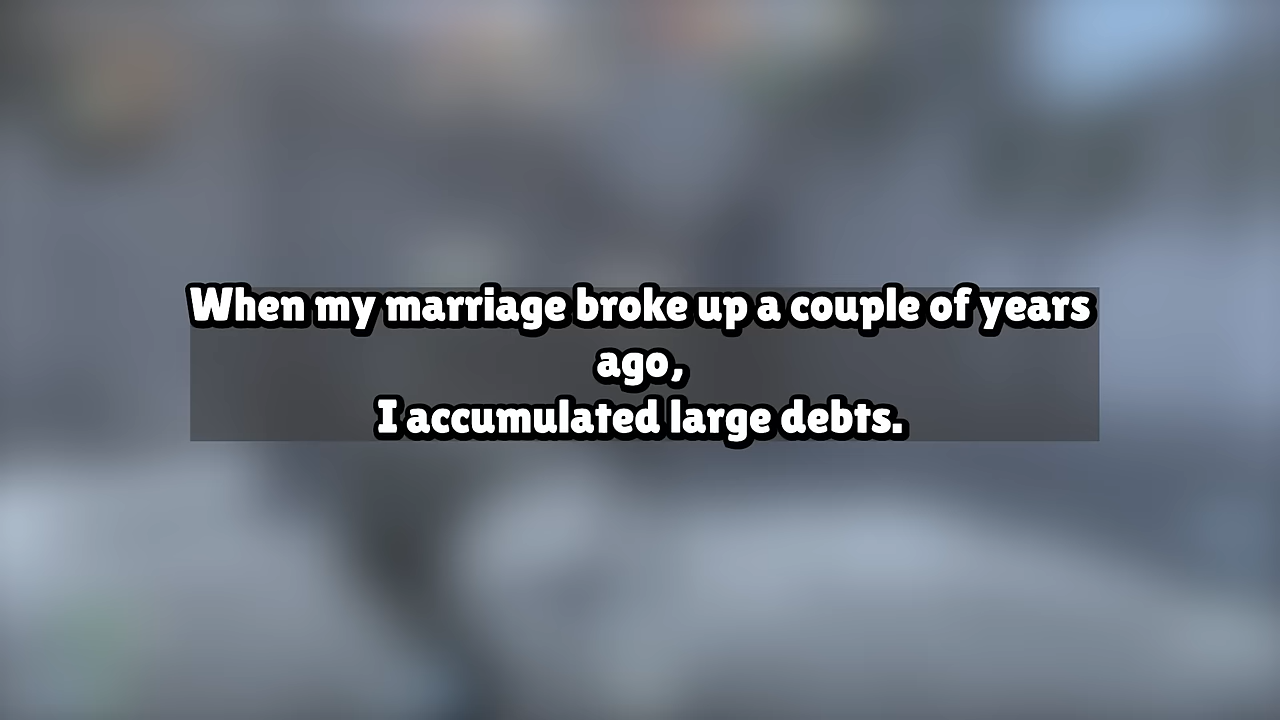 When my marriage broke up a couple of years
ago,
I accumulated large debts.